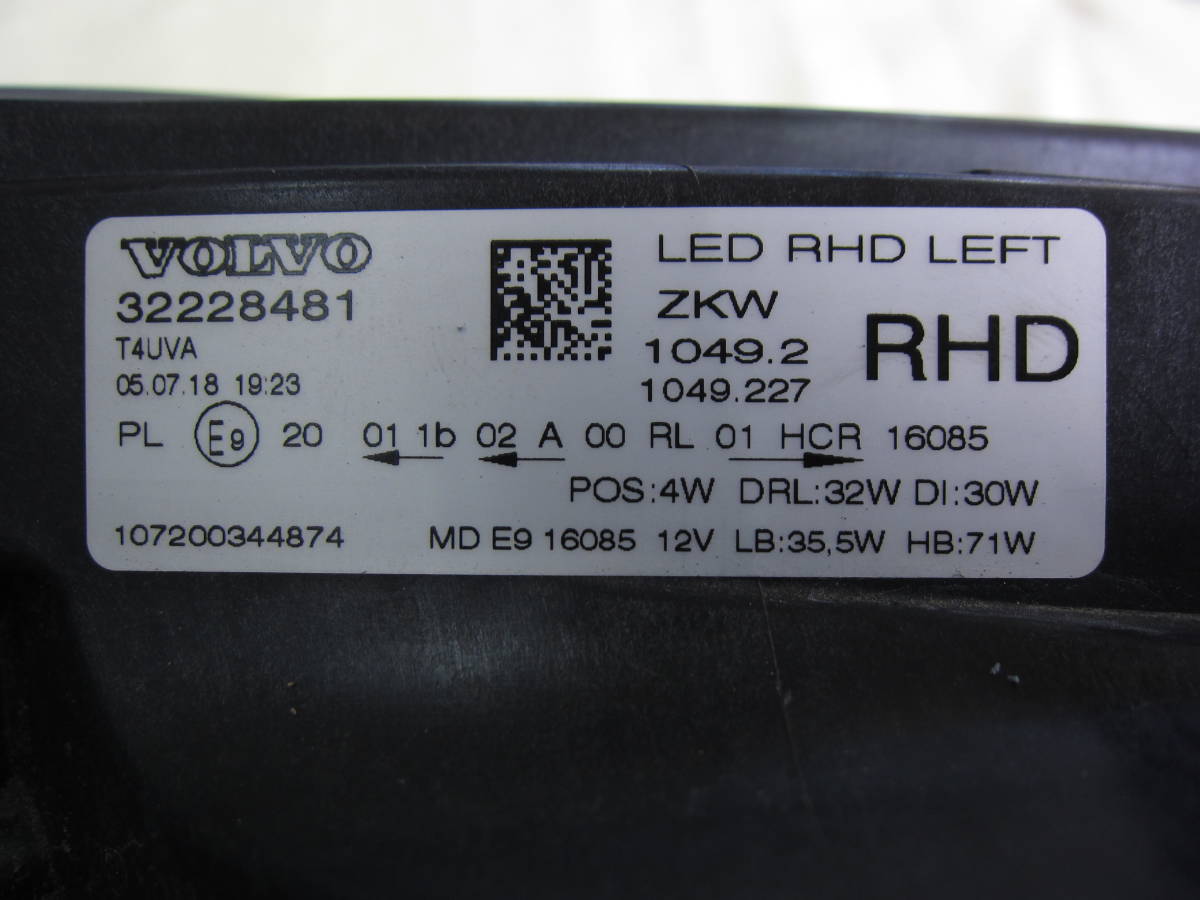 VOLVO
32228481
T4UVA
05.07.18 19:23
LED RHD LEFT
ZKW
1049.2
1049.227
RHD
PL E9 20 01 1b 02 A 00 RL 01 HCR 16085
POS:4W DRL:32W DI:30W
107200344874 MD E9 16085 12V LB:35,5W HB:71W